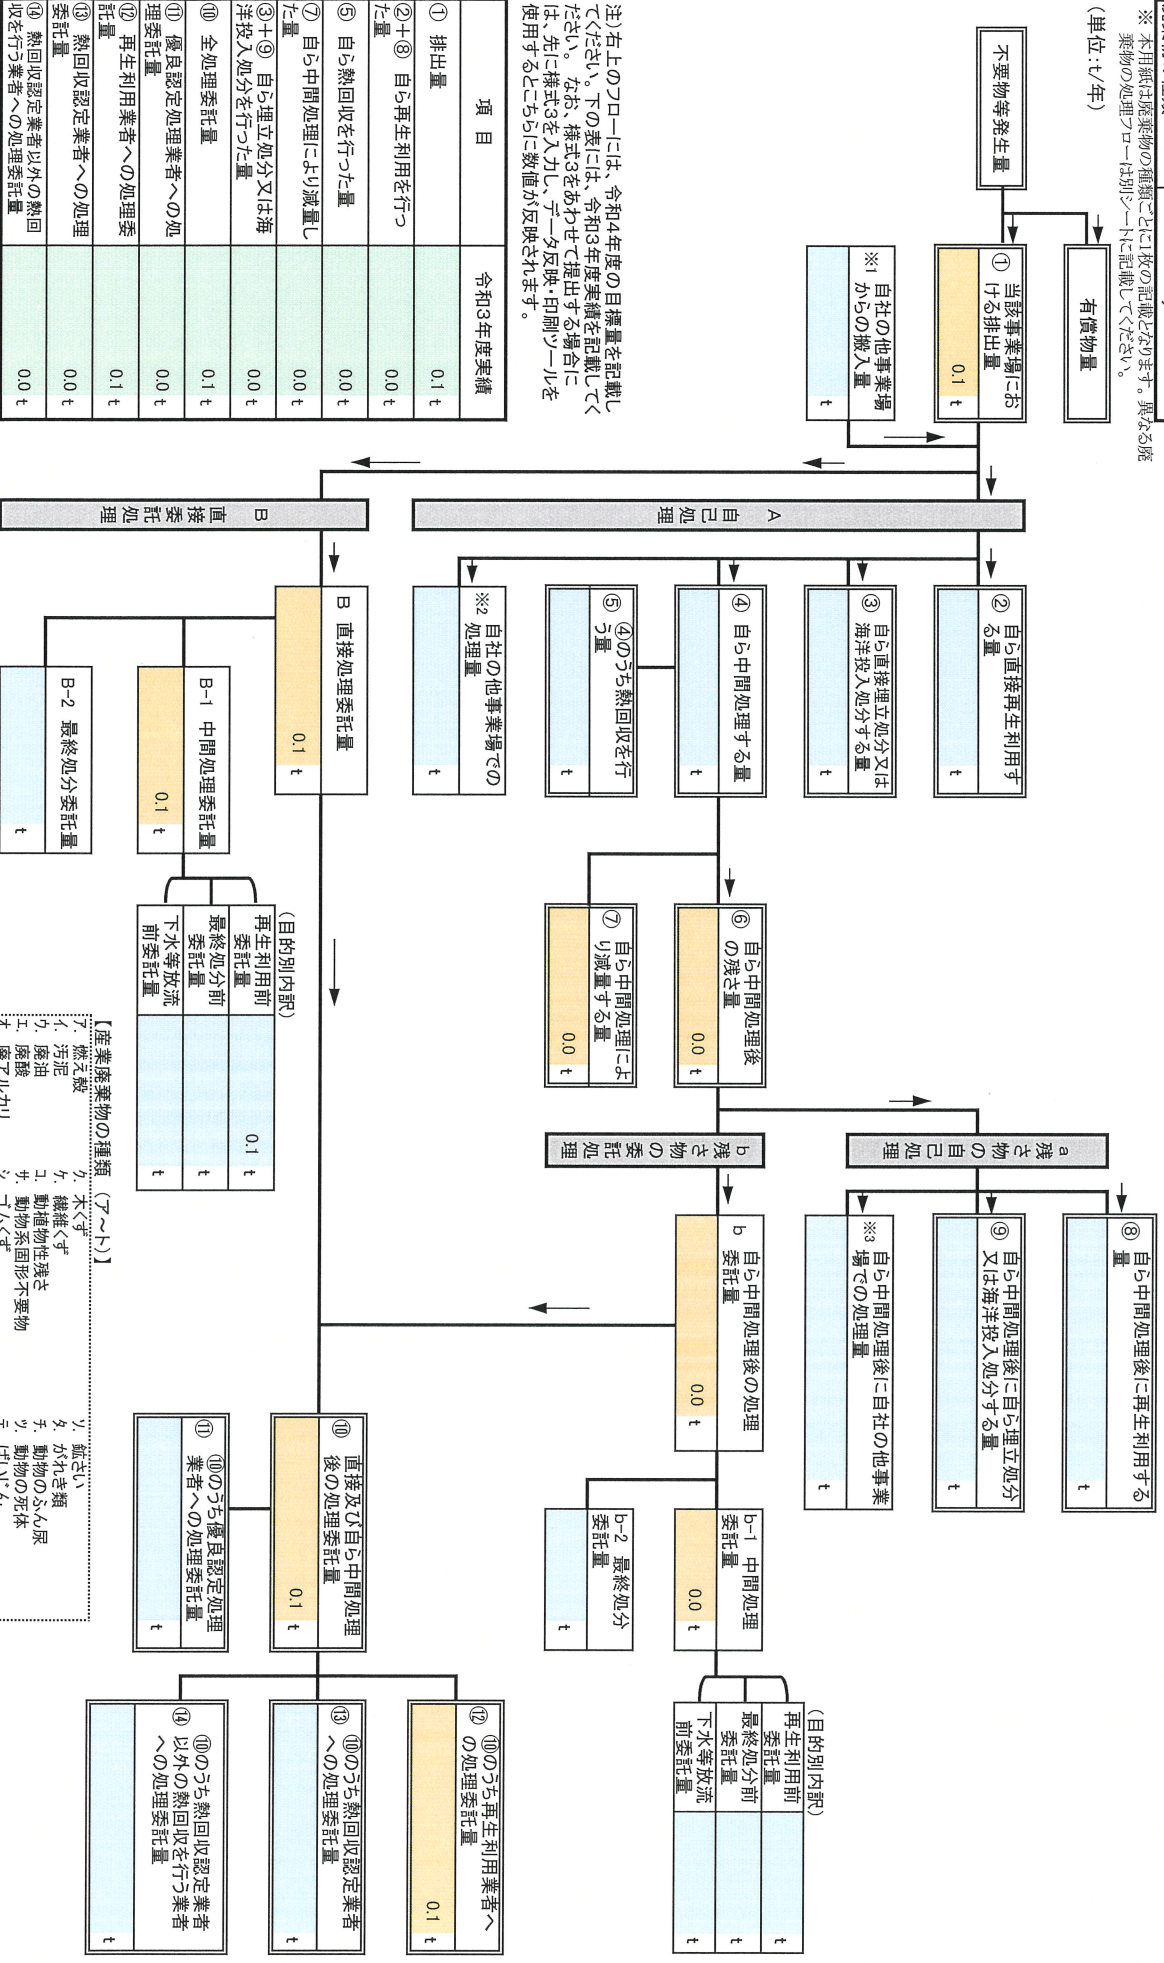 ※ 本用紙は廃棄物の種類ごとに1枚の記載となります。異なる廃
棄物の処理フローは別シートに記載してください。
(単位:t/年)
不要物等発生量
有償物量
① 当該事業場にお
ける排出量
0.1 t
※1 自社の他事業場
からの搬入量
t
注)右上のフローには、令和4年度の目標量を記載し
てください。下の表には、令和3年度実績を記載してく
ださい。 なお、様式3をあわせて提出する場合に
は、先に様式3を入力し、データ反映・印刷ツールを
使用するとこちらに数値が反映されます。
項 目 令和3年度実績
① 排出量 0.1 t
②+⑧ 自ら再生利用を行っ
た量 0.0 t
⑤ 自ら熱回収を行った量 0.0 t
⑦ 自ら中間処理により減量し
た量 0.0 t
③+⑨ 自ら埋立処分又は海
洋投入処分を行った量 0.0 t
⑩ 全処理委託量 0.1 t
⑪ 優良認定処理業者への処
理委託量 0.0 t
⑫ 再生利用業者への処理委
託量 0.1 t
⑬ 熱回収認定業者への処理
委託量 0.0 t
⑭ 熱回収認定業者以外の熱回
収を行う業者への処理委託量 0.0 t
A 自己処理
B 直接委託処理
② 自ら直接再生利用す
る量
t
③ 自ら直接埋立処分又は
海洋投入処分する量
t
④ 自ら中間処理する量
t
⑤ ④のうち熱回収を行
う量
t
※2 自社の他事業場での
処理量
t
B 直接処理委託量
0.1 t
B-1 中間処理委託量
0.1 t
B-2 最終処分委託量
t
(目的別内訳)
再生利用前
委託量 0.1 t
最終処分前
委託量 t
下水等放流
前委託量 t
⑥ 自ら中間処理後
の残さ量
0.0 t
⑦ 自ら中間処理によ
り減量する量
0.0 t
a 残さ物の自己処理
b 残さ物の委託処理
⑧ 自ら中間処理後に再生利用する
量
t
⑨ 自ら中間処理後に自ら埋立処分
又は海洋投入処分する量
t
※3 自ら中間処理後に自社の他事業
場での処理量
t
b 自ら中間処理後の処理
委託量
0.0 t
b-1 中間処理
委託量
0.0 t
b-2 最終処分
委託量
t
(目的別内訳)
再生利用前
委託量 t
最終処分前
委託量 t
下水等放流
前委託量 t
⑩ 直接及び自ら中間処理
後の処理委託量
0.1 t
⑪ ⑩のうち優良認定処理
業者への処理委託量
t
⑫ ⑩のうち再生利用業者へ
の処理委託量
0.1 t
⑬ ⑩のうち熱回収認定業者
への処理委託量
t
⑭ ⑩のうち熱回収認定業者
以外の熱回収を行う業者
への処理委託量
t
【産業廃棄物の種類 (ア~ト)】
ア. 燃え殻 ク. 木くず ソ. 鉱さい
イ. 汚泥 ケ. 繊維くず タ. がれき類
ウ. 廃油 コ. 動植物性残さ チ. 動物のふん尿
エ. 廃酸 サ. 動物系固形不要物 ツ. 動物の死体
オ. 廃アルカリ シ. ゴムくず テ. ばいじん